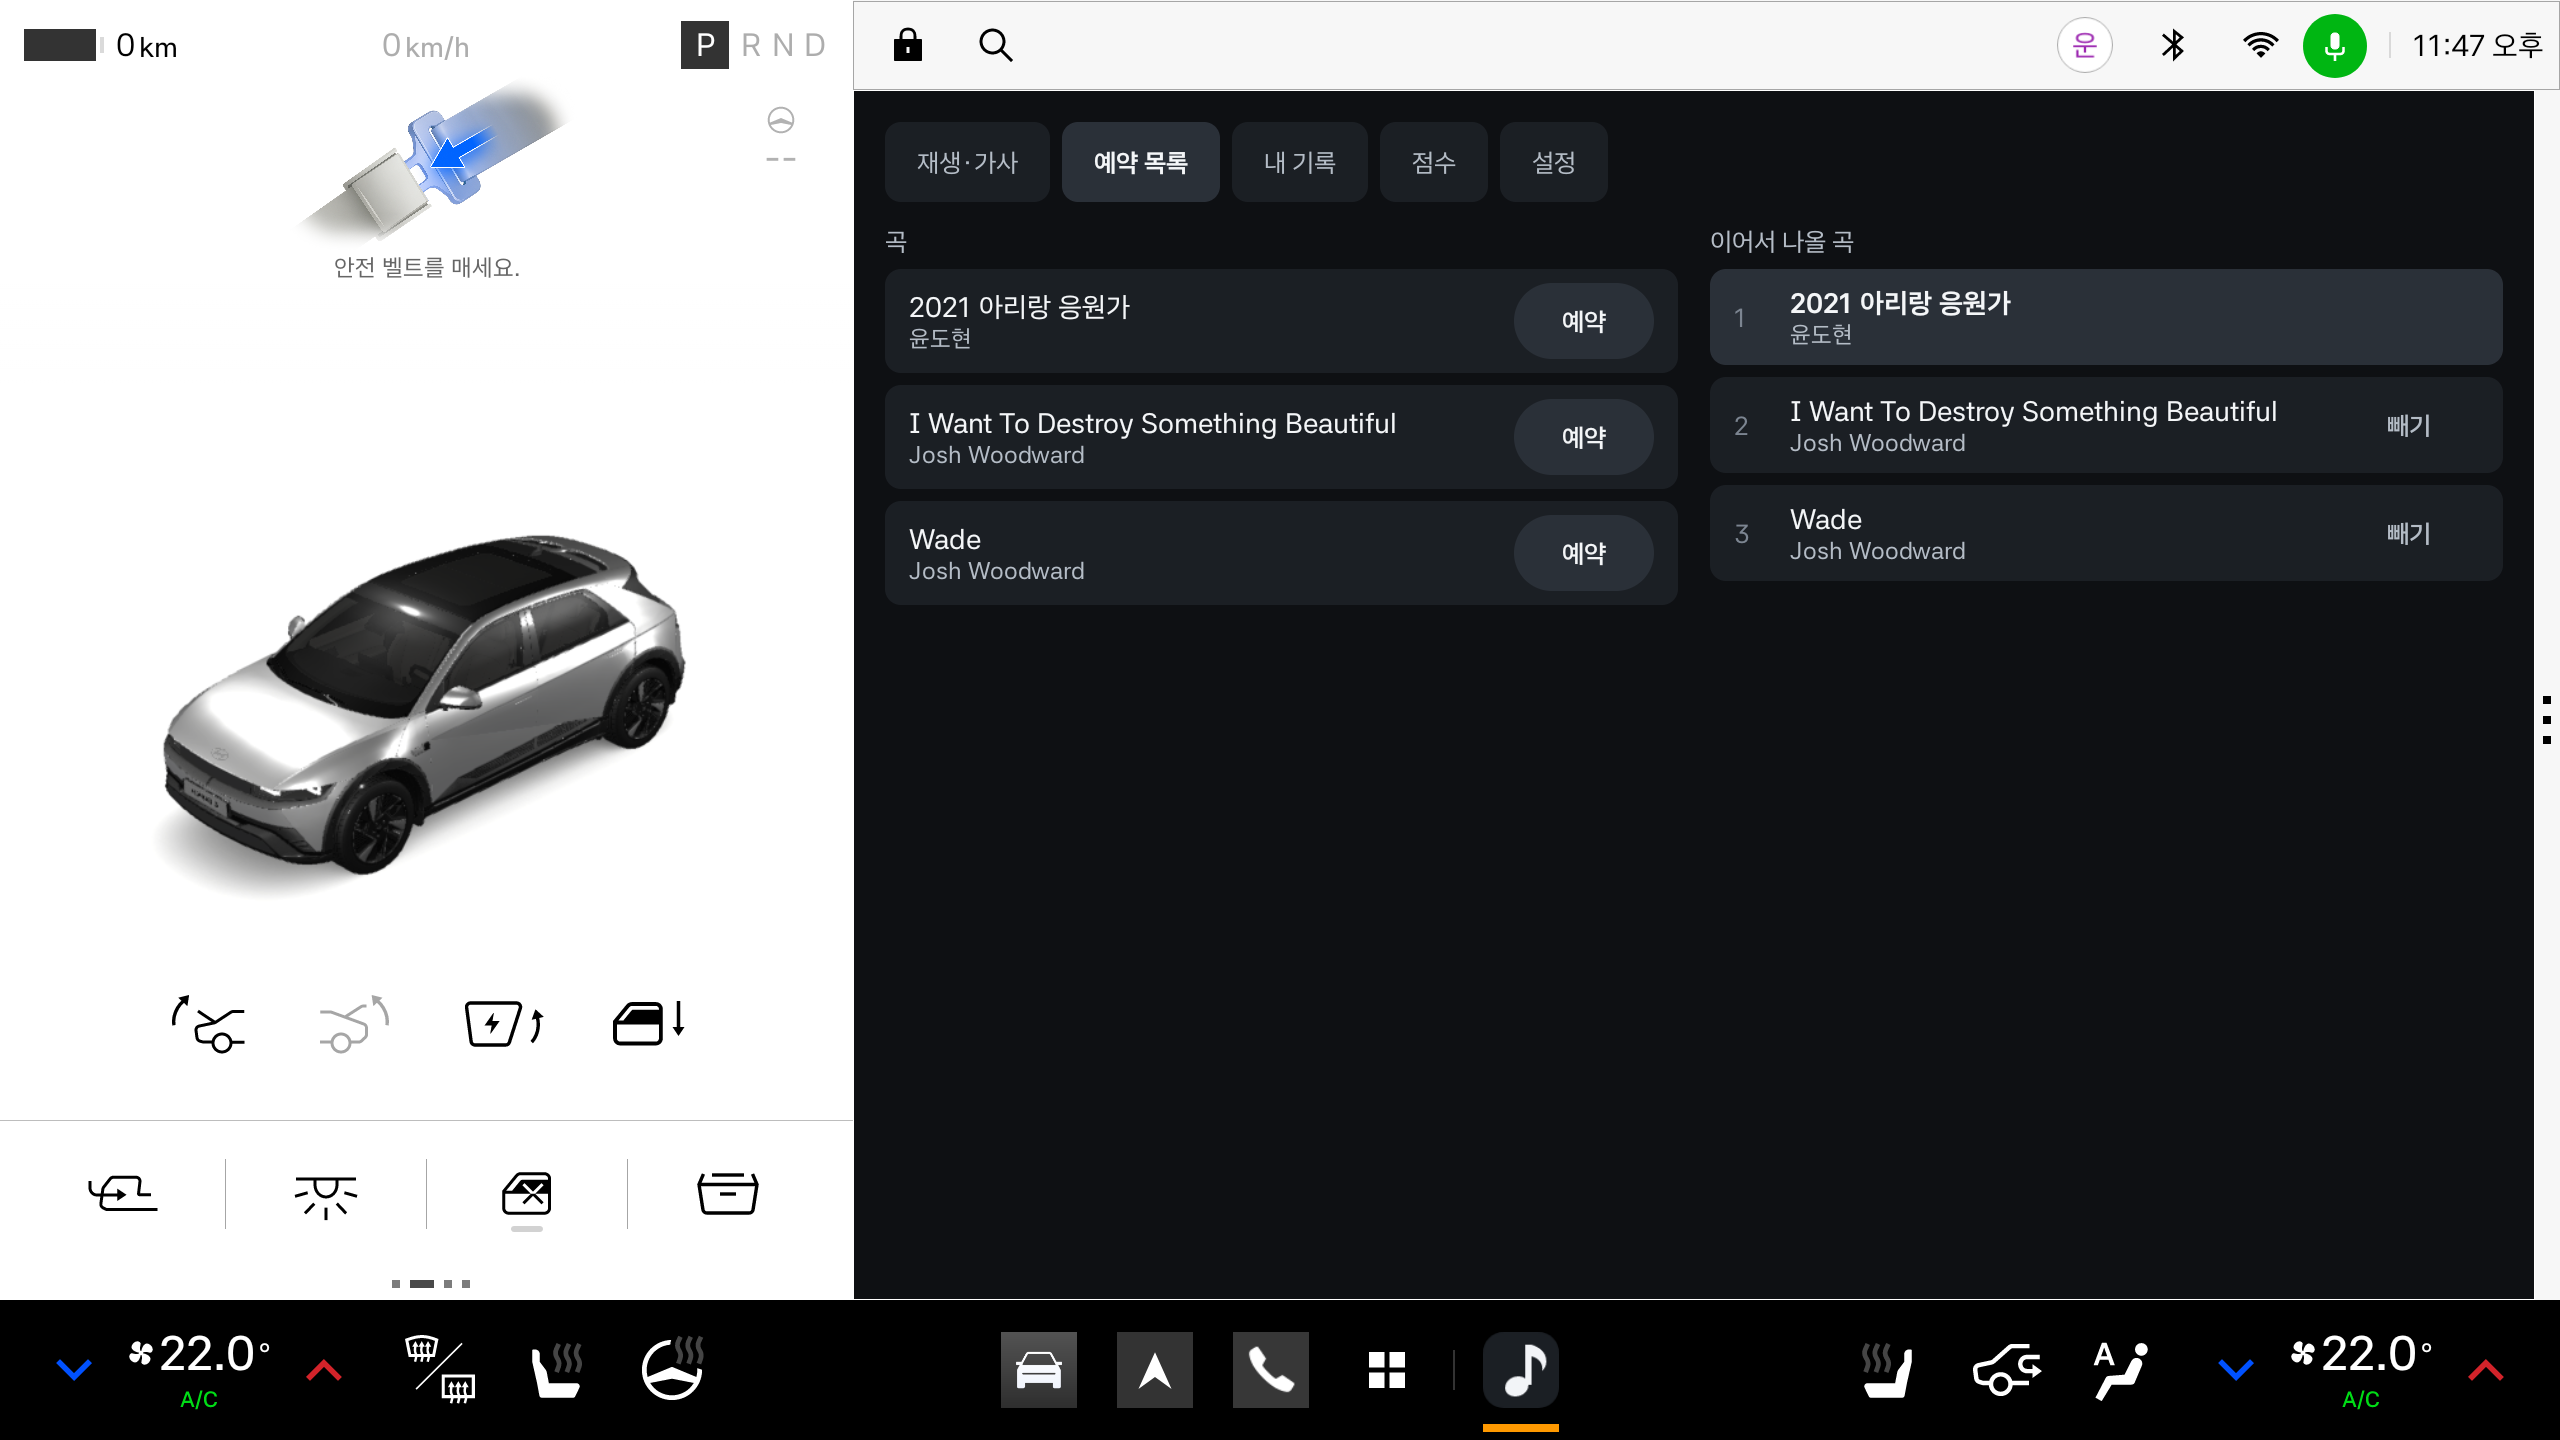 0 km
0 km/h
P R N D
운
11:47 오후
안전 벨트를 매세요.
재생·가사
예약 목록
내 기록
점수
설정
곡
2021 아리랑 응원가
윤도현
예약
I Want To Destroy Something Beautiful
Josh Woodward
예약
Wade
Josh Woodward
예약
이어서 나올 곡
1
2021 아리랑 응원가
윤도현
2
I Want To Destroy Something Beautiful
Josh Woodward
빼기
3
Wade
Josh Woodward
빼기
22.0°
A/C
A
22.0°
A/C